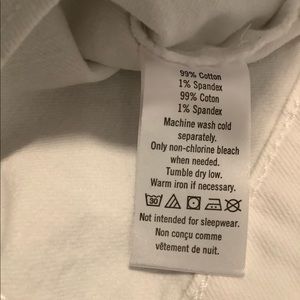 99% Cotton
1% Spandex
99% Coton
1% Spandex
Machine wash cold
separately.
Only non-chlorine bleach
when needed.
Tumble dry low.
Warm iron if necessary.
30
Not intended for sleepwear.
Non conçu comme
vêtement de nuit.